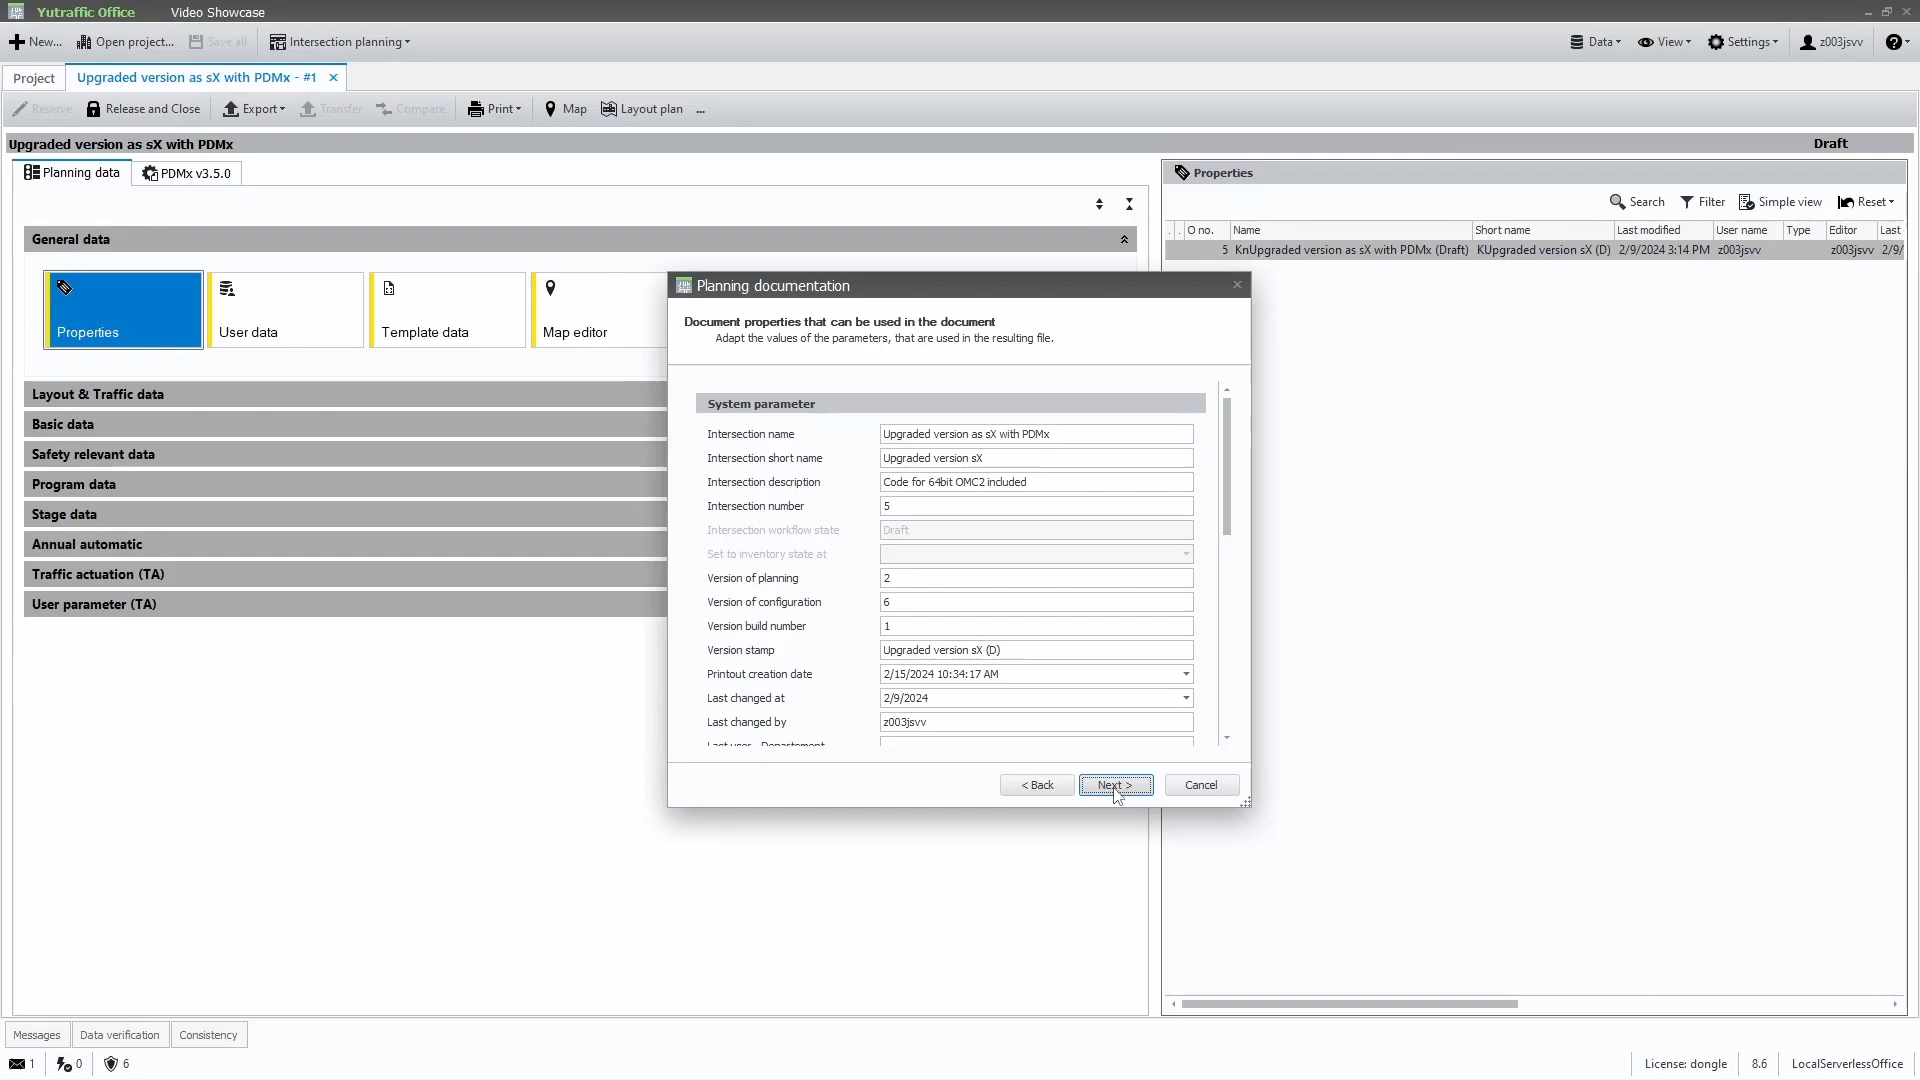 Yutraffic Office Video Showcase
New... Open project... Save all Intersection planning Data View Settings z003jsvv ?
Project Upgraded version as sX with PDMx - #1
Reserve Release and Close Export Transfer Compare Print Map Layout plan ...
Upgraded version as sX with PDMx Draft
Planning data PDMx v3.5.0
General data
Properties User data Template data Map editor
Layout & Traffic data
Basic data
Safety relevant data
Program data
Stage data
Annual automatic
Traffic actuation (TA)
User parameter (TA)
Properties
Search Filter Simple view Reset
. . O no. Name Short name Last modified User name Type Editor Last
5 KnUpgraded version as sX with PDMx (Draft) KUpgraded version sX (D) 2/9/2024 3:14 PM z003jsvv z003jsvv 2/9/
Planning documentation
Document properties that can be used in the document
Adapt the values of the parameters, that are used in the resulting file.
System parameter
Intersection name Upgraded version as sX with PDMx
Intersection short name Upgraded version sX
Intersection description Code for 64bit OMC2 included
Intersection number 5
Intersection workflow state Draft
Set to inventory state at
Version of planning 2
Version of configuration 6
Version build number 1
Version stamp Upgraded version sX (D)
Printout creation date 2/15/2024 10:34:17 AM
Last changed at 2/9/2024
Last changed by z003jsvv
Last user - Departement
< Back Next > Cancel
Messages Data verification Consistency
1 0 6
License: dongle 8.6 LocalServerlessOffice